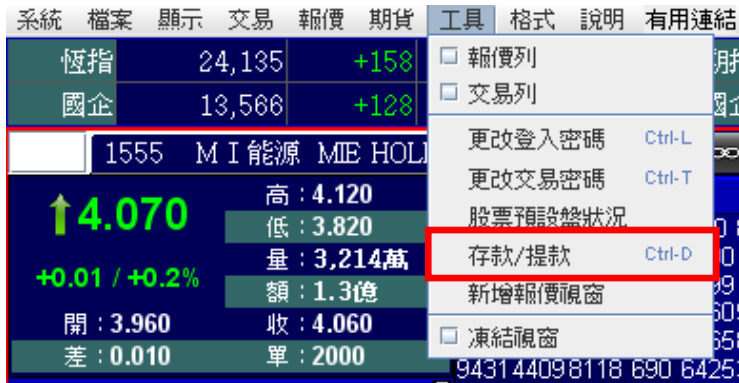 系統 檔案 顯示 交易 報價 期貨 工具 格式 說明 有用連結
恆指 24,135 +158
國企 13,566 +128
1555 M I 能源 MIE HOL
4.070
+0.01 / +0.2%
高 : 4.120
低 : 3.820
量 : 3,214萬
額 : 1.3億
開 : 3.960 收 : 4.060
差 : 0.010 單 : 2000
報價列
交易列
更改登入密碼 Ctrl-L
更改交易密碼 Ctrl-T
股票預設盤狀況
存款/提款 Ctrl-D
新增報價視窗
凍結視窗